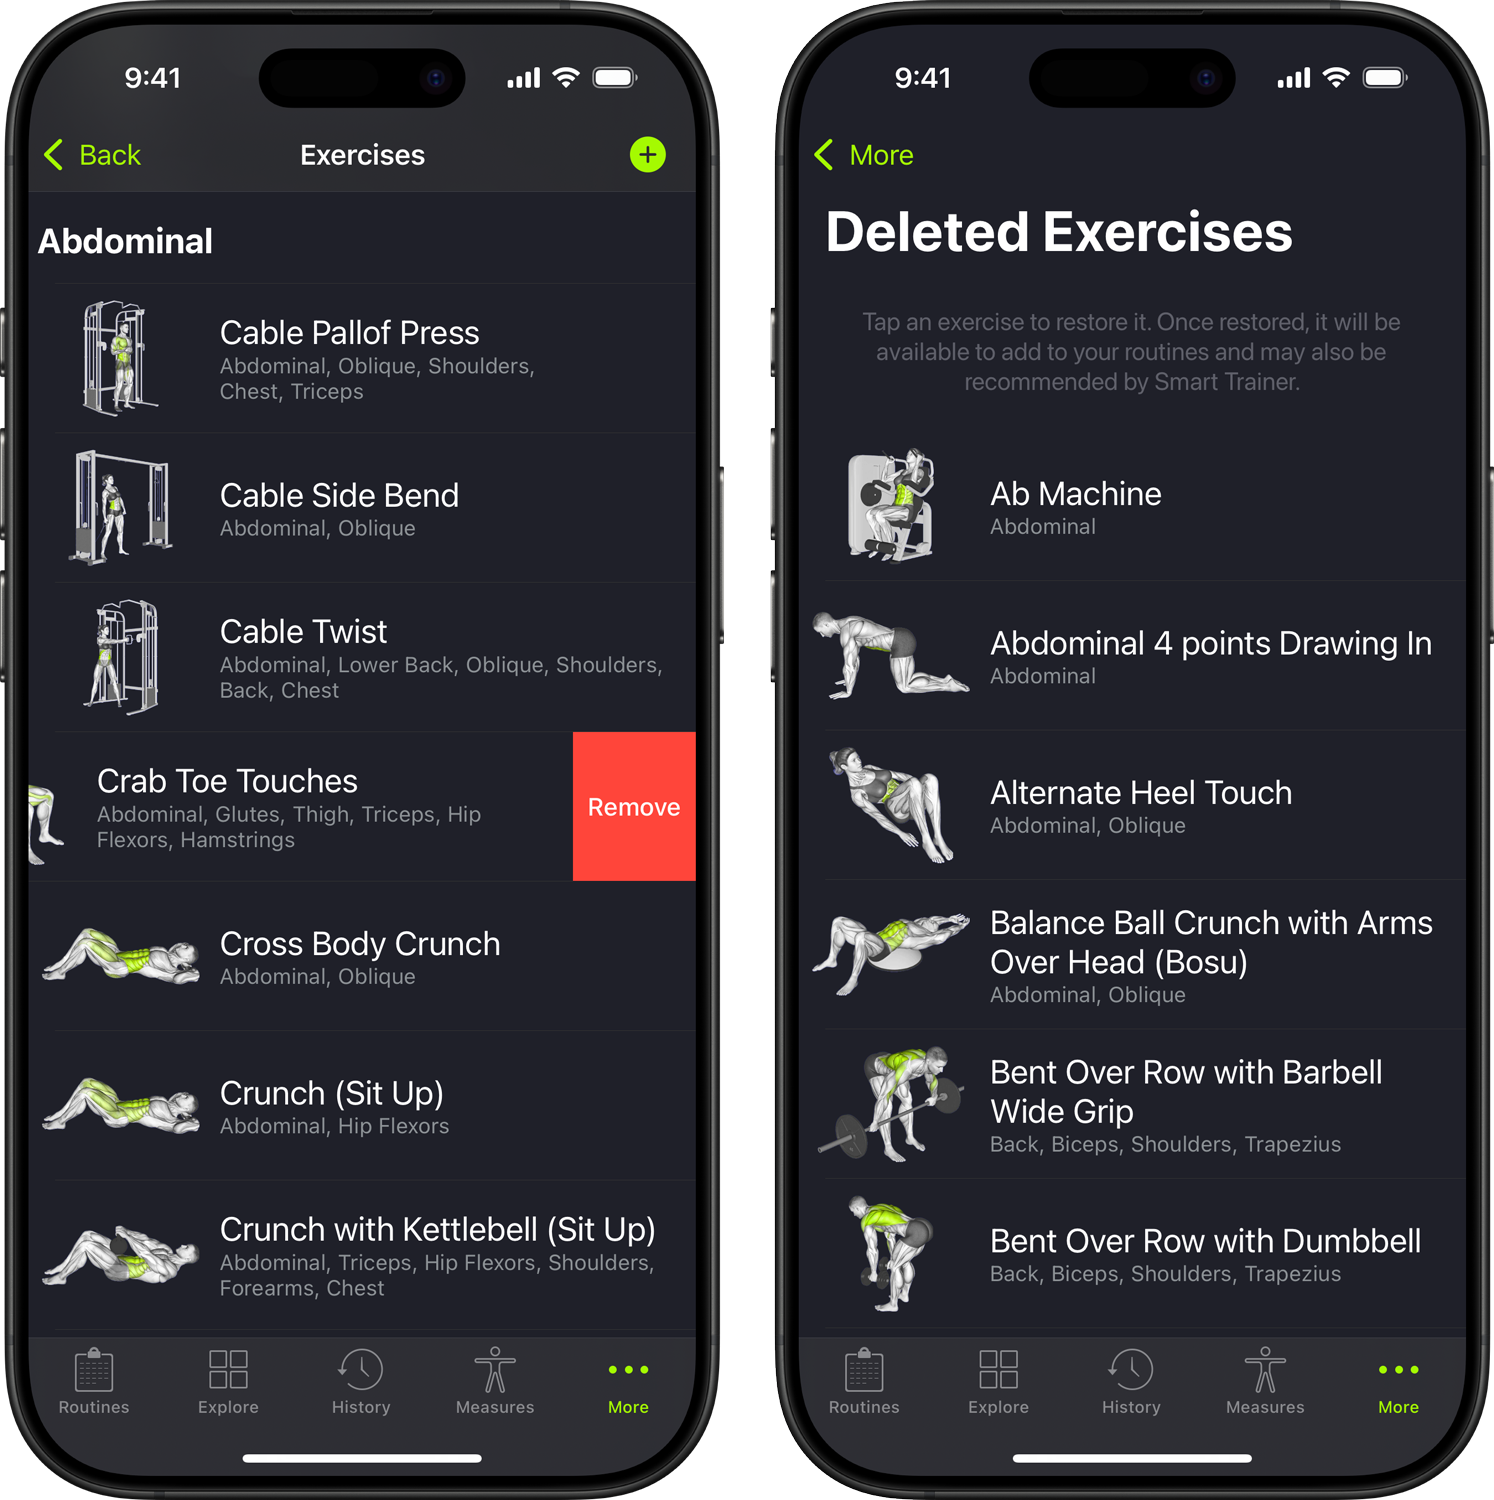 9:41
Back
Exercises
Abdominal
Cable Pallof Press
Abdominal, Oblique, Shoulders,
Chest, Triceps
Cable Side Bend
Abdominal, Oblique
Cable Twist
Abdominal, Lower Back, Oblique, Shoulders,
Back, Chest
Crab Toe Touches
Abdominal, Glutes, Thigh, Triceps, Hip
Flexors, Hamstrings
Remove
Cross Body Crunch
Abdominal, Oblique
Crunch (Sit Up)
Abdominal, Hip Flexors
Crunch with Kettlebell (Sit Up)
Abdominal, Triceps, Hip Flexors, Shoulders,
Forearms, Chest
Routines
Explore
History
Measures
More
9:41
More
Deleted Exercises
Tap an exercise to restore it. Once restored, it will be
available to add to your routines and may also be
recommended by Smart Trainer.
Ab Machine
Abdominal
Abdominal 4 points Drawing In
Abdominal
Alternate Heel Touch
Abdominal, Oblique
Balance Ball Crunch with Arms
Over Head (Bosu)
Abdominal, Oblique
Bent Over Row with Barbell
Wide Grip
Back, Biceps, Shoulders, Trapezius
Bent Over Row with Dumbbell
Back, Biceps, Shoulders, Trapezius
Routines
Explore
History
Measures
More